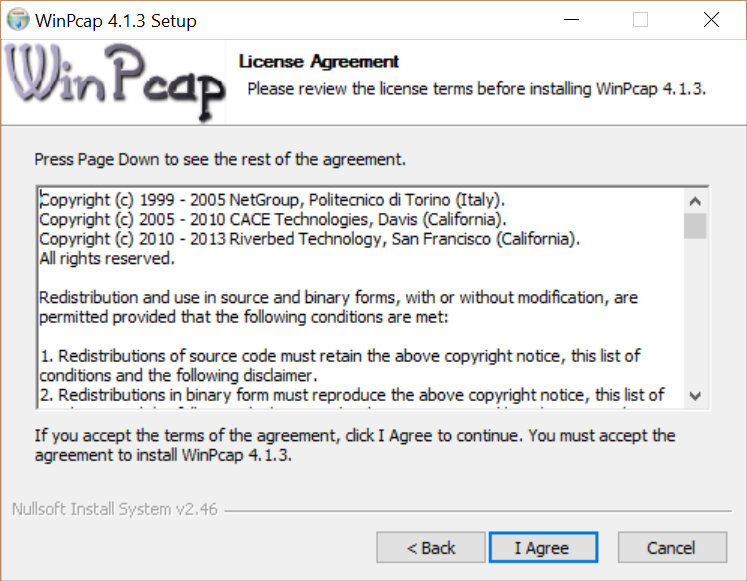 WinPcap 4.1.3 Setup
WinPcap
License Agreement
Please review the license terms before installing WinPcap 4.1.3.
Press Page Down to see the rest of the agreement.
Copyright (c) 1999 - 2005 NetGroup, Politecnico di Torino (Italy).
Copyright (c) 2005 - 2010 CACE Technologies, Davis (California).
Copyright (c) 2010 - 2013 Riverbed Technology, San Francisco (California).
All rights reserved.
Redistribution and use in source and binary forms, with or without modification, are
permitted provided that the following conditions are met:
1. Redistributions of source code must retain the above copyright notice, this list of
conditions and the following disclaimer.
2. Redistributions in binary form must reproduce the above copyright notice, this list of
If you accept the terms of the agreement, click I Agree to continue. You must accept the
agreement to install WinPcap 4.1.3.
Nullsoft Install System v2.46
< Back
I Agree
Cancel